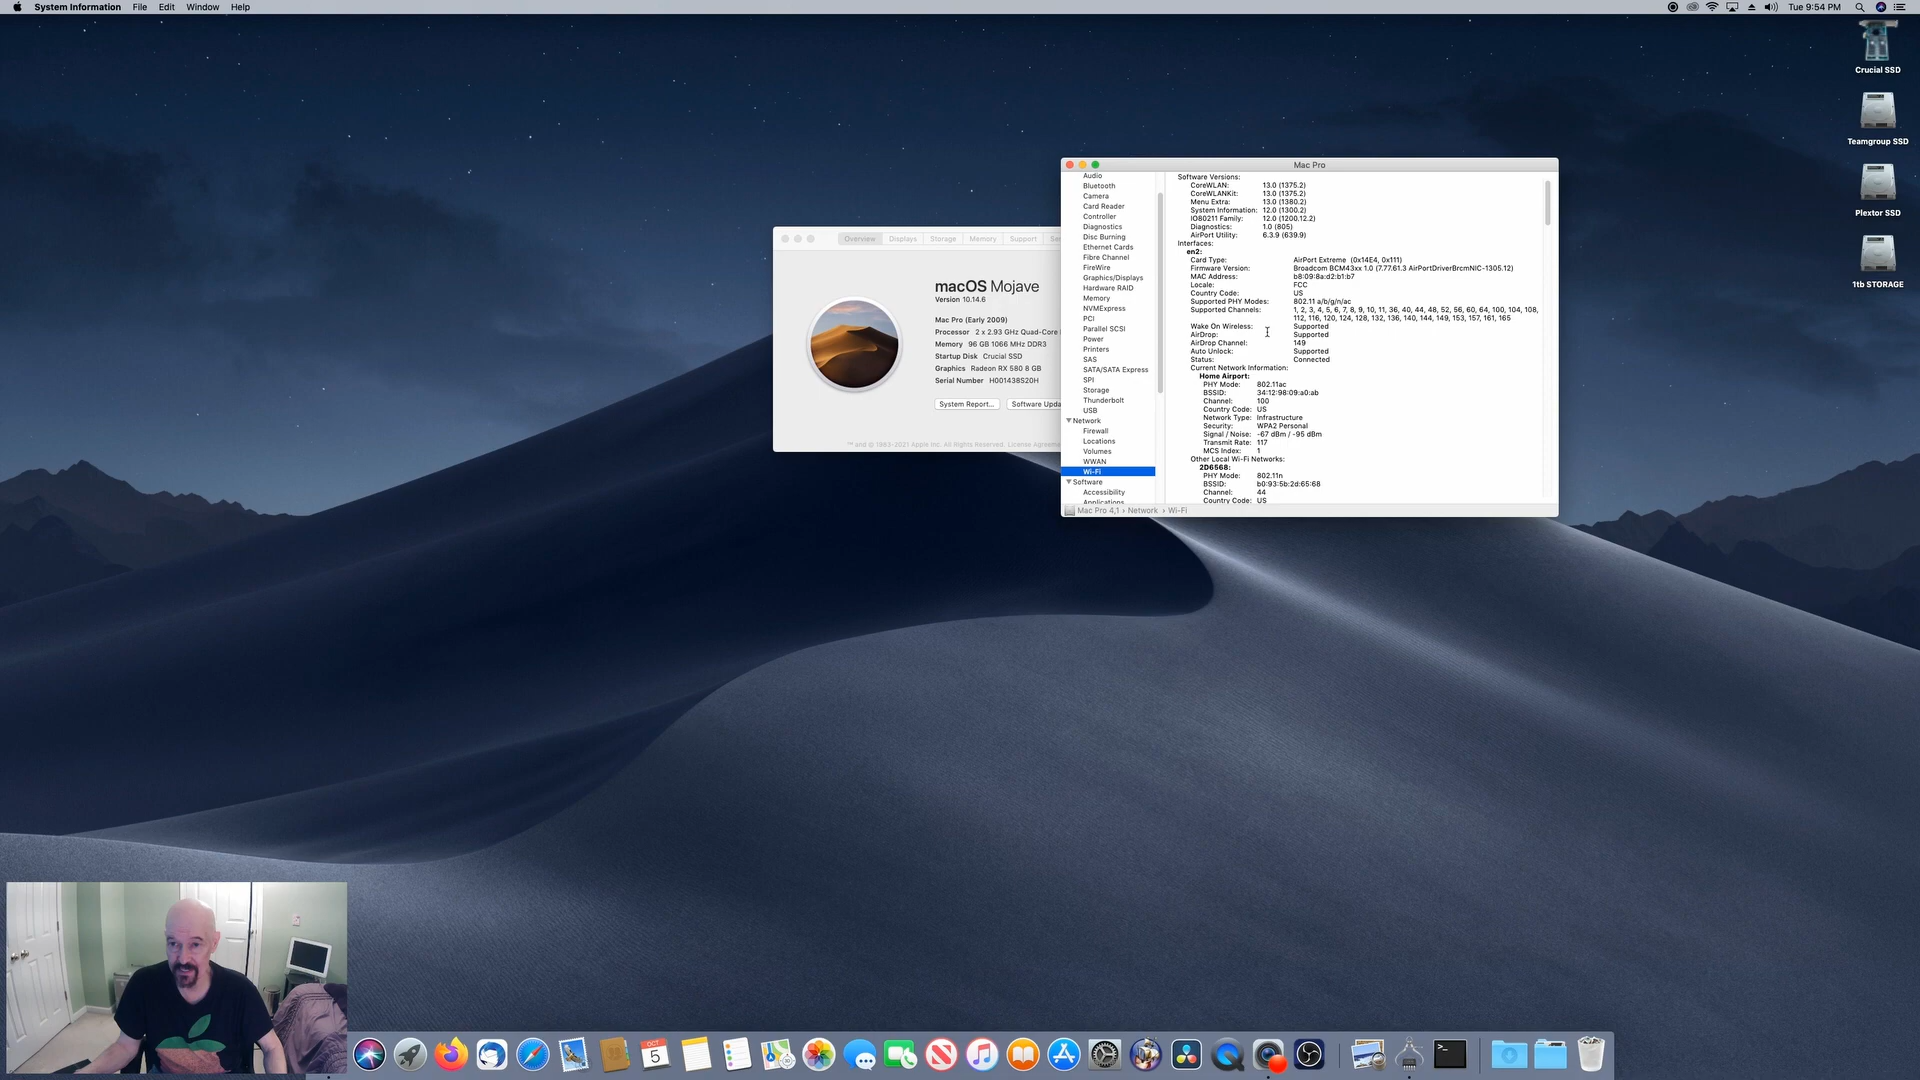 System Information File Edit Window Help
Tue 9:54 PM
Crucial SSD
Teamgroup SSD
Plextor SSD
1tb STORAGE
Overview Displays Storage Memory Support
macOS Mojave
Version 10.14.6
Mac Pro (Early 2009)
Processor 2 x 2.93 GHz Quad-Core
Memory 96 GB 1066 MHz DDR3
Startup Disk Crucial SSD
Graphics Radeon RX 580 8 GB
Serial Number H001438S20H
System Report...
Software Upda
™ and © 1983-2021 Apple Inc. All Rights Reserved. License Agreeme
Mac Pro
Audio
Bluetooth
Camera
Card Reader
Controller
Diagnostics
Disc Burning
Ethernet Cards
Fibre Channel
FireWire
Graphics/Displays
Hardware RAID
Memory
NVMExpress
PCI
Parallel SCSI
Power
Printers
SAS
SATA/SATA Express
SPI
Storage
Thunderbolt
USB
Network
Firewall
Locations
Volumes
WWAN
Wi-Fi
Software
Accessibility
Applications
Software Versions:
CoreWLAN: 13.0 (1375.2)
CoreWLANKit: 13.0 (1375.2)
Menu Extra: 13.0 (1380.2)
System Information: 12.0 (1300.2)
IO80211 Family: 12.0 (1200.12.2)
Diagnostics: 1.0 (805)
AirPort Utility: 6.3.9 (639.9)
Interfaces:
en2:
Card Type: AirPort Extreme (0x14E4, 0x111)
Firmware Version: Broadcom BCM43xx 1.0 (7.77.61.3 AirPortDriverBrcmNIC-1305.12)
MAC Address: b8:09:8a:d2:b1:b7
Locale: FCC
Country Code: US
Supported PHY Modes: 802.11 a/b/g/n/ac
Supported Channels: 1, 2, 3, 4, 5, 6, 7, 8, 9, 10, 11, 36, 40, 44, 48, 52, 56, 60, 64, 100, 104, 108,
112, 116, 120, 124, 128, 132, 136, 140, 144, 149, 153, 157, 161, 165
Wake On Wireless: Supported
AirDrop: Supported
AirDrop Channel: 149
Auto Unlock: Supported
Status: Connected
Current Network Information:
Home Airport:
PHY Mode: 802.11ac
BSSID: 34:12:98:09:a0:ab
Channel: 100
Country Code: US
Network Type: Infrastructure
Security: WPA2 Personal
Signal / Noise: -67 dBm / -95 dBm
Transmit Rate: 117
MCS Index: 1
Other Local Wi-Fi Networks:
2D6568:
PHY Mode: 802.11n
BSSID: b0:93:5b:2d:65:68
Channel: 44
Country Code: US
Mac Pro 4,1 › Network › Wi-Fi
OCT
5